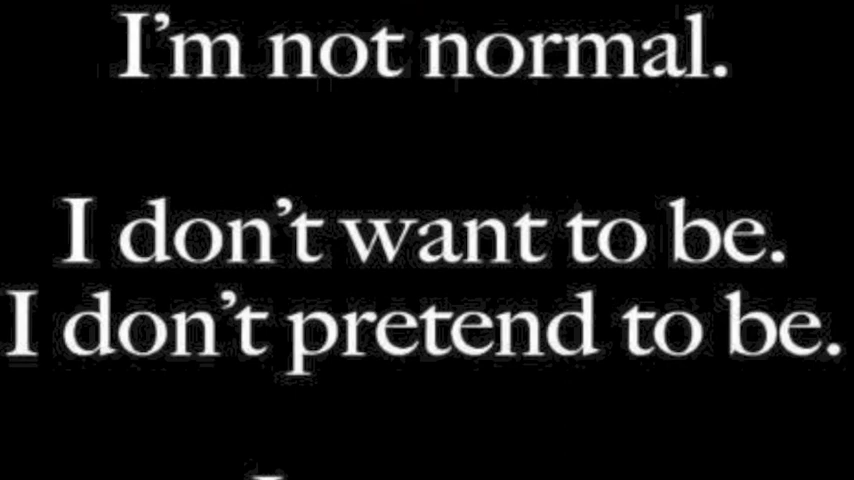 I'm not normal.
I don't want to be.
I don't pretend to be.